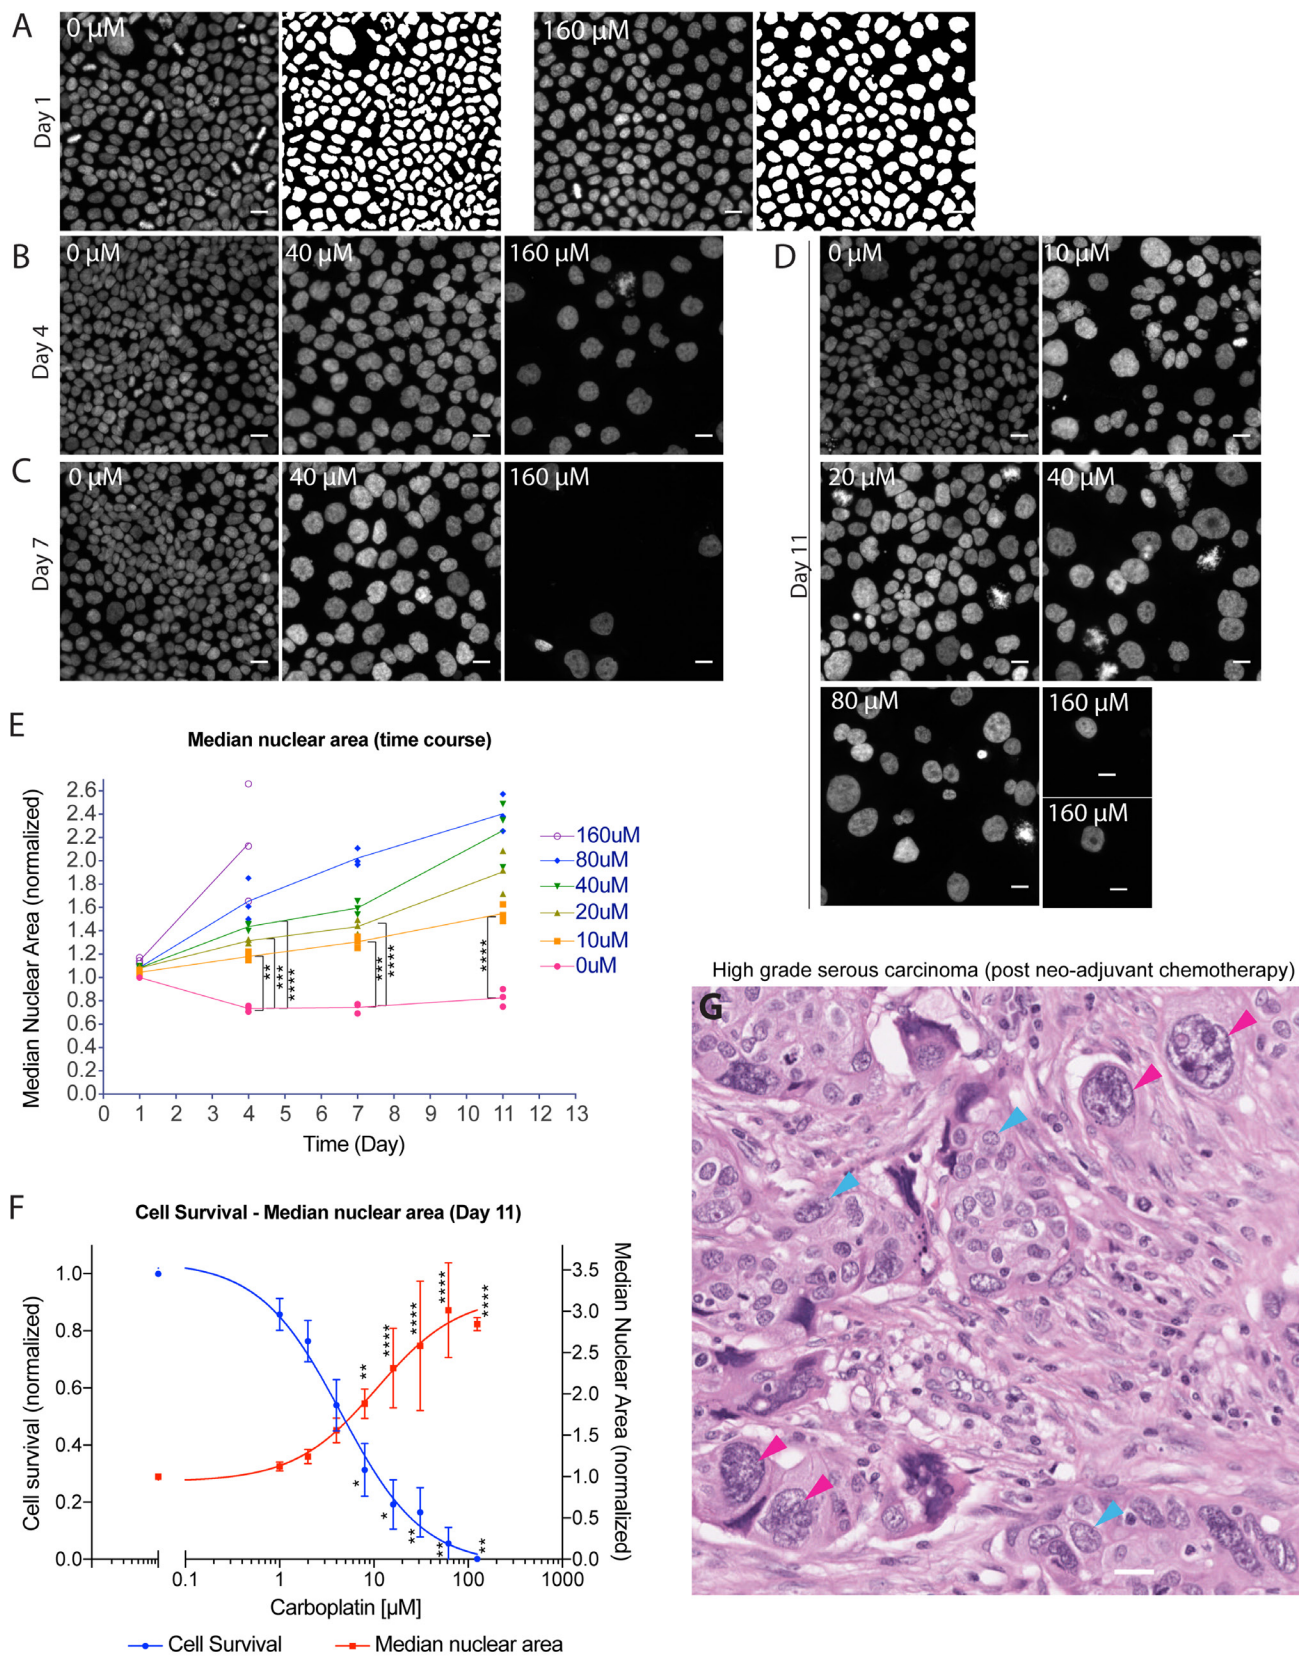 A
0 µM
160 µM
Day 1
B
0 µM
40 µM
160 µM
Day 4
C
0 µM
40 µM
160 µM
Day 7
D
0 µM
10 µM
20 µM
40 µM
80 µM
160 µM
160 µM
Day 11
E
Median nuclear area (time course)
Median Nuclear Area (normalized)
2.6
2.4
2.2
2.0
1.8
1.6
1.4
1.2
1.0
0.8
0.6
0.4
0.2
0.0
0 1 2 3 4 5 6 7 8 9 10 11 12 13
Time (Day)
160uM
80uM
40uM
20uM
10uM
0uM
**
***
****
***
****
****
F
Cell Survival - Median nuclear area (Day 11)
Cell survival (normalized)
1.0
0.8
0.6
0.4
0.2
0.0
Median Nuclear Area (normalized)
3.5
3.0
2.5
2.0
1.5
1.0
0.5
0.0
**
****
****
****
****
*
*
**
**
**
0.1 1 10 100 1000
Carboplatin [µM]
Cell Survival
Median nuclear area
High grade serous carcinoma (post neo-adjuvant chemotherapy)
G